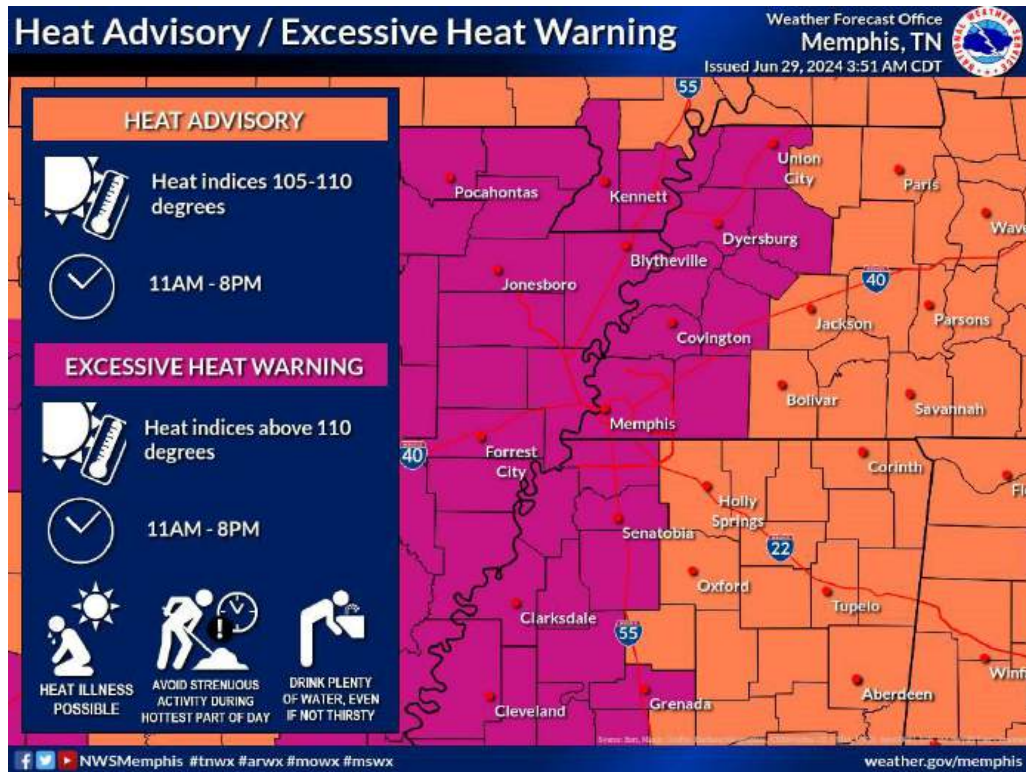 Heat Advisory / Excessive Heat Warning
Weather Forecast Office
Memphis, TN
Issued Jun 29, 2024 3:51 AM CDT
NATIONAL WEATHER SERVICE
HEAT ADVISORY
Heat indices 105-110
degrees
11AM - 8PM
EXCESSIVE HEAT WARNING
Heat indices above 110
degrees
11AM - 8PM
HEAT ILLNESS
POSSIBLE
AVOID STRENUOUS
ACTIVITY DURING
HOTTEST PART OF DAY
DRINK PLENTY
OF WATER, EVEN
IF NOT THIRSTY
55
Union
City
Pocahontas
Kennett
Paris
Wave
Dyersburg
Blytheville
Jonesboro
40
Covington
Jackson
Parsons
Bolivar
Savannah
Memphis
40
Forrest
City
Corinth
Holly
Springs
Senatobia
22
Oxford
Tupelo
Clarksdale
55
Winf
Cleveland
Grenada
Aberdeen
NWSMemphis #tnwx #arwx #mowx #mswx
weather.gov/memphis